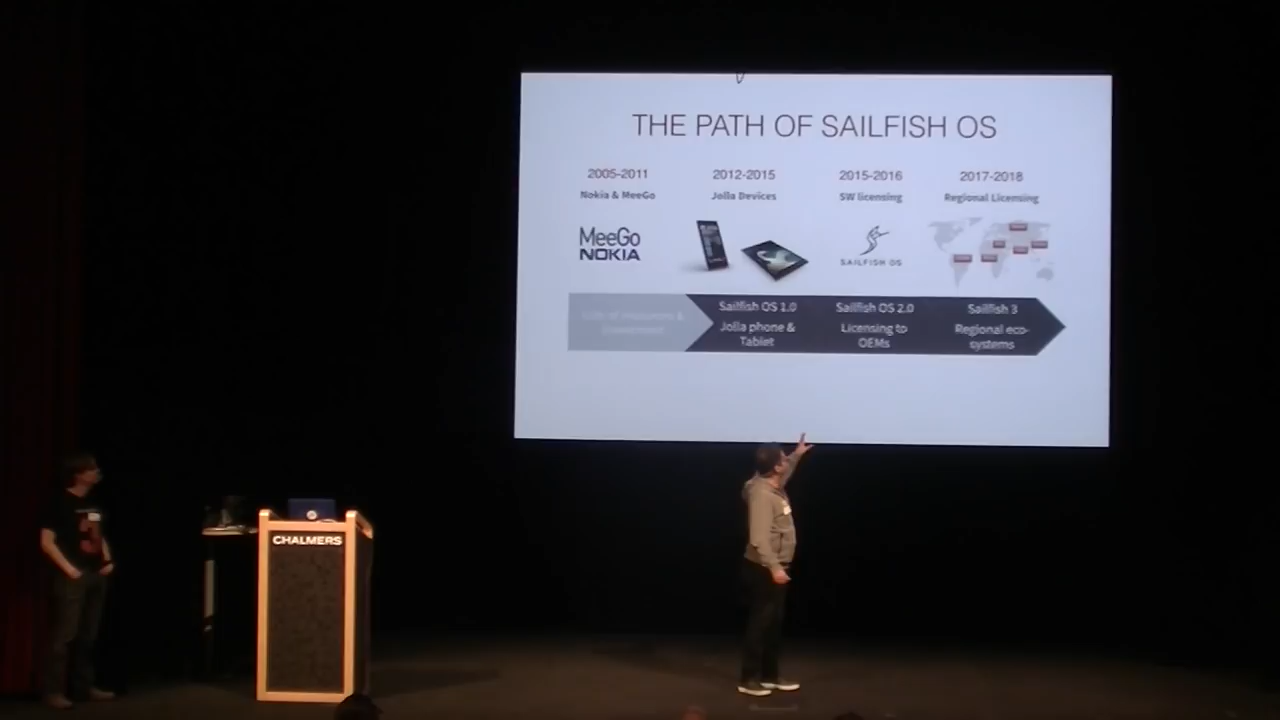 THE PATH OF SAILFISH OS
2005-2011
Nokia & MeeGo
2012-2015
Jolla Devices
2015-2016
SW licensing
2017-2018
Regional Licensing
MeeGo
NOKIA
SAILFISH OS
Sailfish OS 1.0
Jolla phone &
Tablet
Sailfish OS 2.0
Licensing to
OEMs
Sailfish 3
Regional eco-
systems
CHALMERS